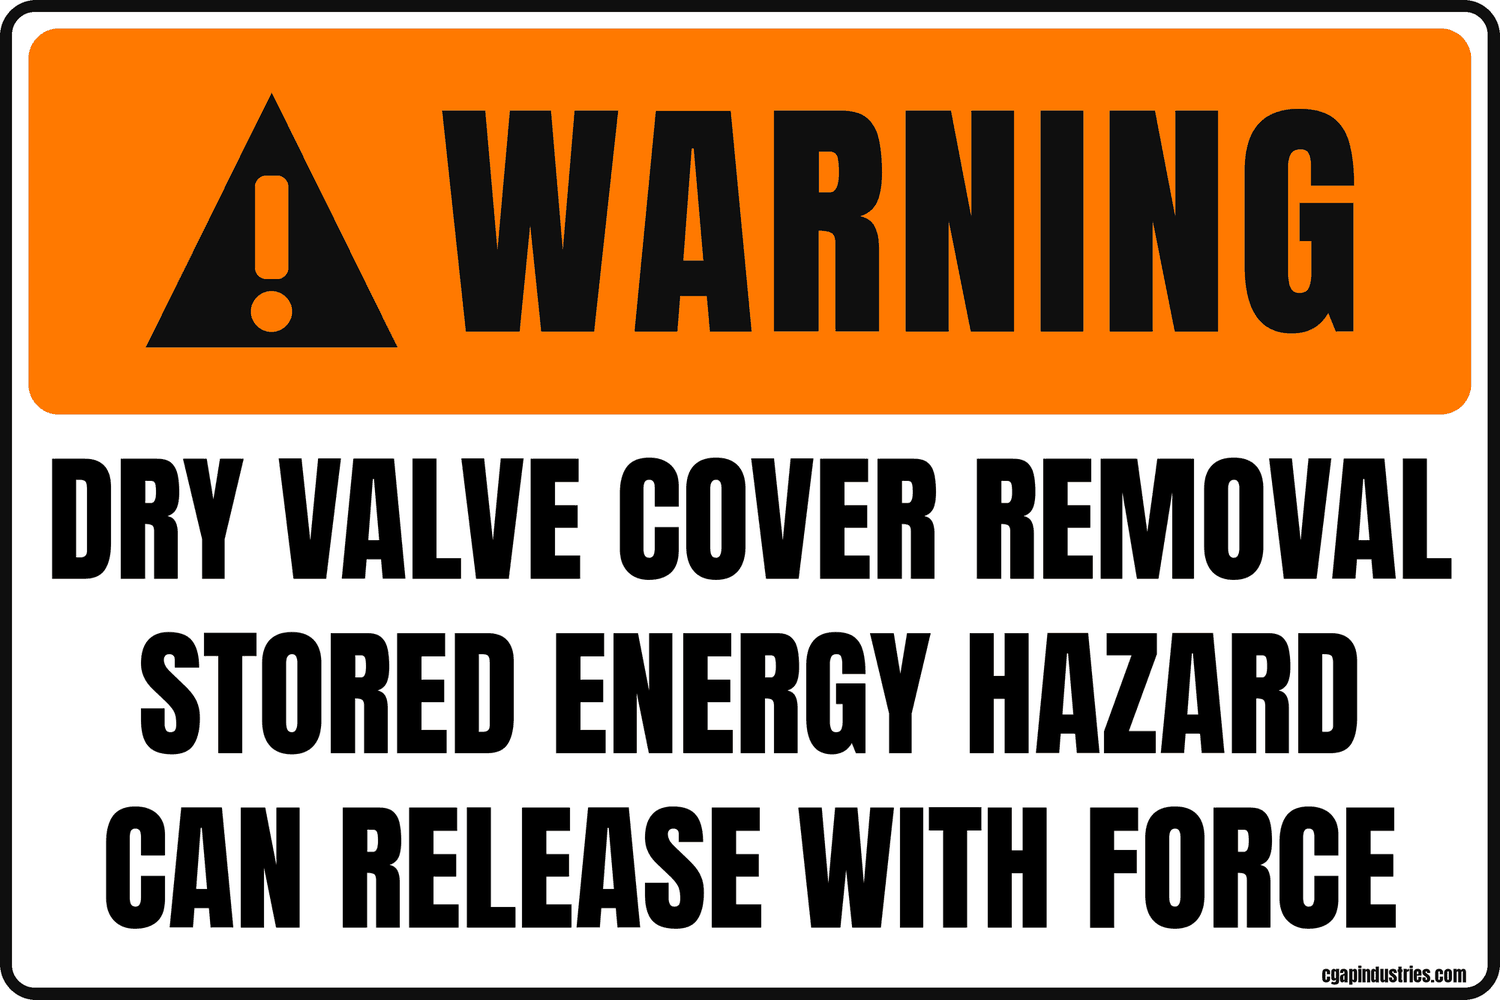 WARNING
DRY VALVE COVER REMOVAL
STORED ENERGY HAZARD
CAN RELEASE WITH FORCE
cgapindustries.com